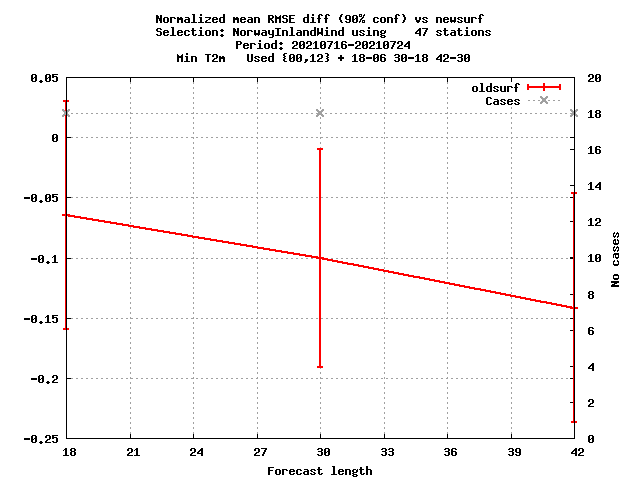 Normalized mean RMSE diff (90% conf) vs newsurf
Selection: NorwayInlandWind using    47 stations
Period: 20210716-20210724
Min T2m   Used {00,12} + 18-06 30-18 42-30
oldsurf
Cases
0.05
0
-0.05
-0.1
-0.15
-0.2
-0.25
20
18
16
14
12
10
8
6
4
2
0
No cases
18 21 24 27 30 33 36 39 42
Forecast length